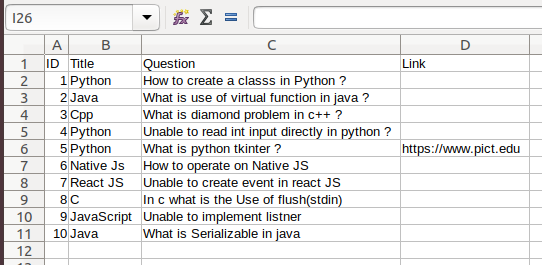 I26
A B C D
1 ID Title Question Link
2 1 Python How to create a classs in Python ?
3 2 Java What is use of virtual function in java ?
4 3 Cpp What is diamond problem in c++ ?
5 4 Python Unable to read int input directly in python ?
6 5 Python What is python tkinter ? https://www.pict.edu
7 6 Native Js How to operate on Native JS
8 7 React JS Unable to create event in react JS
9 8 C In c what is the Use of flush(stdin)
10 9 JavaScript Unable to implement listner
11 10 Java What is Serializable in java
12